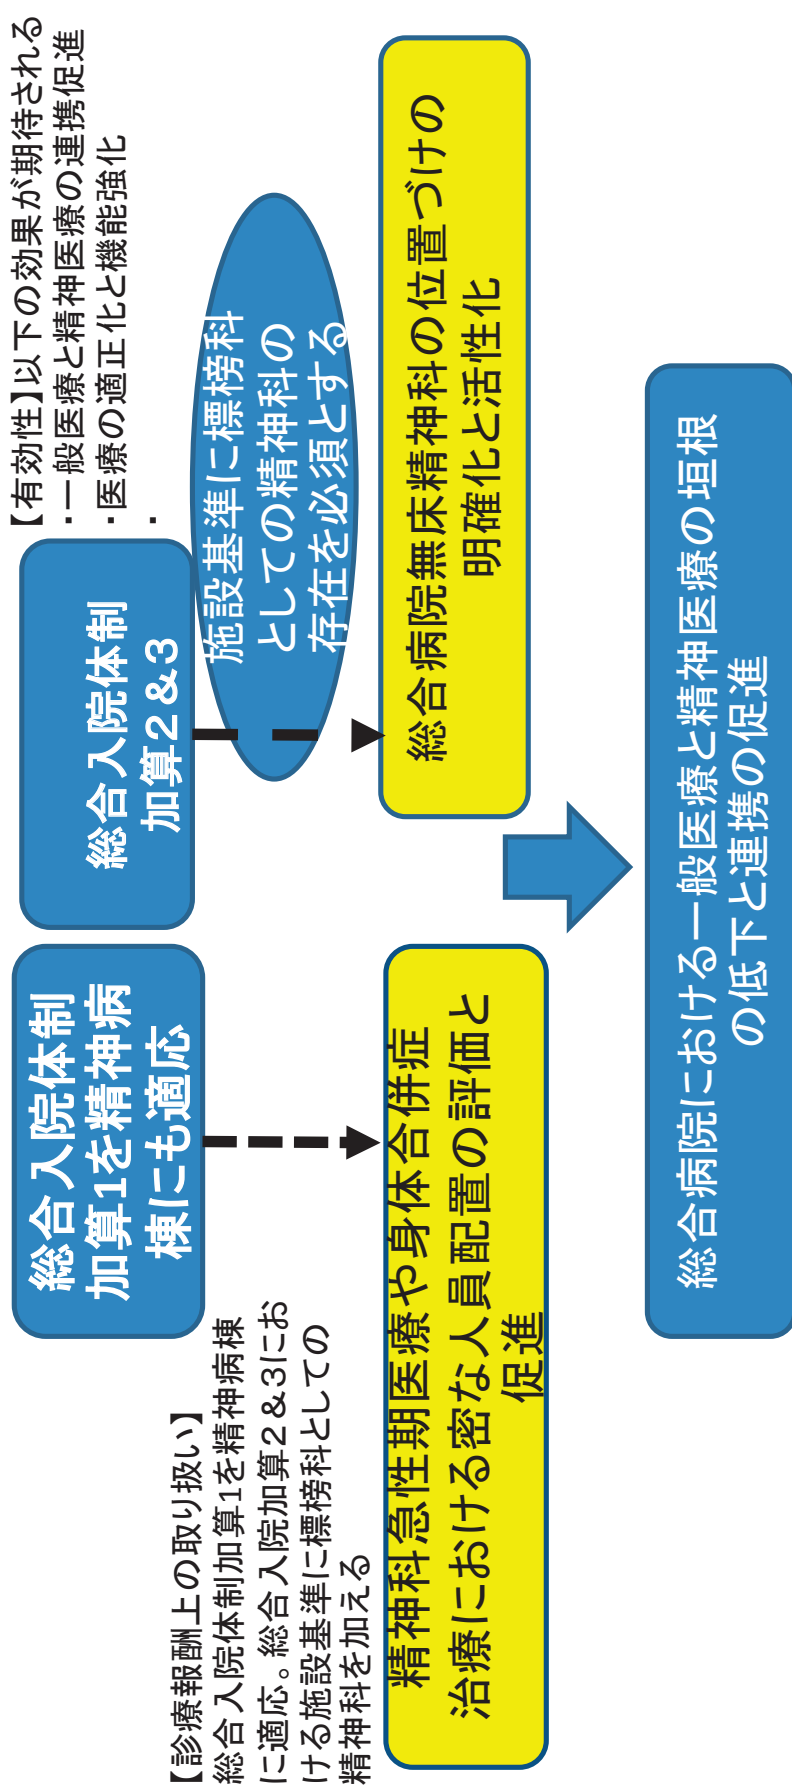 【診療報酬上の取り扱い】
総合入院体制加算1を精神病棟
に適応。総合入院加算2&3にお
ける施設基準に標榜科としての
精神科を加える
総合入院体制
加算1を精神病
棟にも適応
総合入院体制
加算2&3
【有効性】以下の効果が期待される
・一般医療と精神医療の連携促進
・医療の適正化と機能強化
・
施設基準に標榜科
としての精神科の
存在を必須とする
精神科急性期医療や身体合併症
治療における密な人員配置の評価と
促進
総合病院無床精神科の位置づけの
明確化と活性化
総合病院における一般医療と精神医療の垣根
の低下と連携の促進